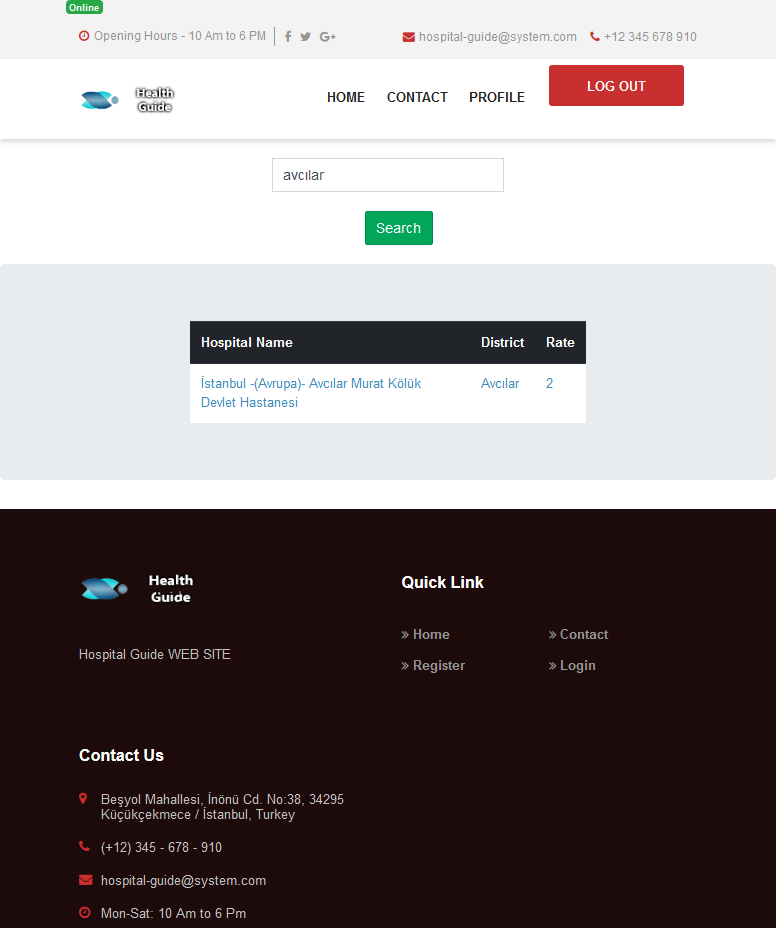 Online
Opening Hours - 10 Am to 6 PM
hospital-guide@system.com
+12 345 678 910
Health
Guide
HOME
CONTACT
PROFILE
LOG OUT
avcılar
Search
Hospital Name District Rate
İstanbul -(Avrupa)- Avcılar Murat Kölük Avcılar 2
Devlet Hastanesi
Health
Guide
Hospital Guide WEB SITE
Quick Link
» Home
» Contact
» Register
» Login
Contact Us
Beşyol Mahallesi, İnönü Cd. No:38, 34295
Küçükçekmece / İstanbul, Turkey
(+12) 345 - 678 - 910
hospital-guide@system.com
Mon-Sat: 10 Am to 6 Pm